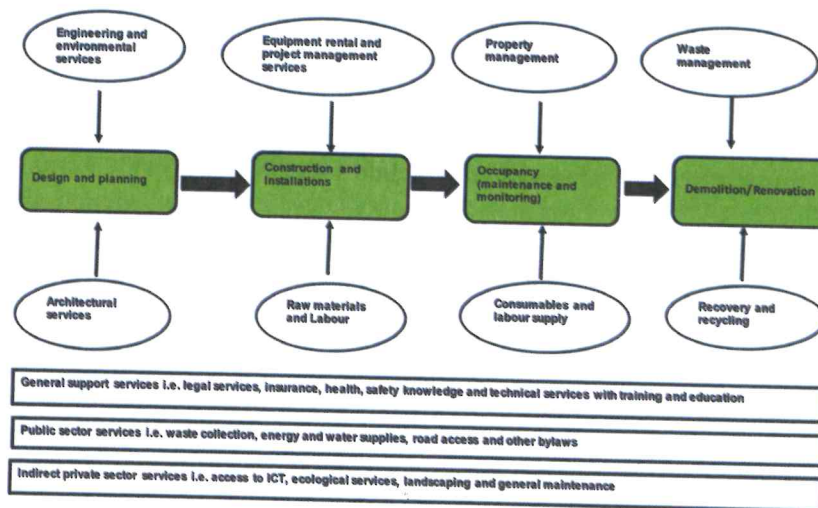 Engineering and
environmental
services
Equipment rental and
project management
services
Property
management
Waste
management
Design and planning
Construction and
Installations
Occupancy
(maintenance and
monitoring)
Demolition/Renovation
Architectural
services
Raw materials
and Labour
Consumables and
labour supply
Recovery and
recycling
General support services i.e. legal services, insurance, health, safety knowledge and technical services with training and education
Public sector services i.e. waste collection, energy and water supplies, road access and other bylaws
Indirect private sector services i.e. access to ICT, ecological services, landscaping and general maintenance